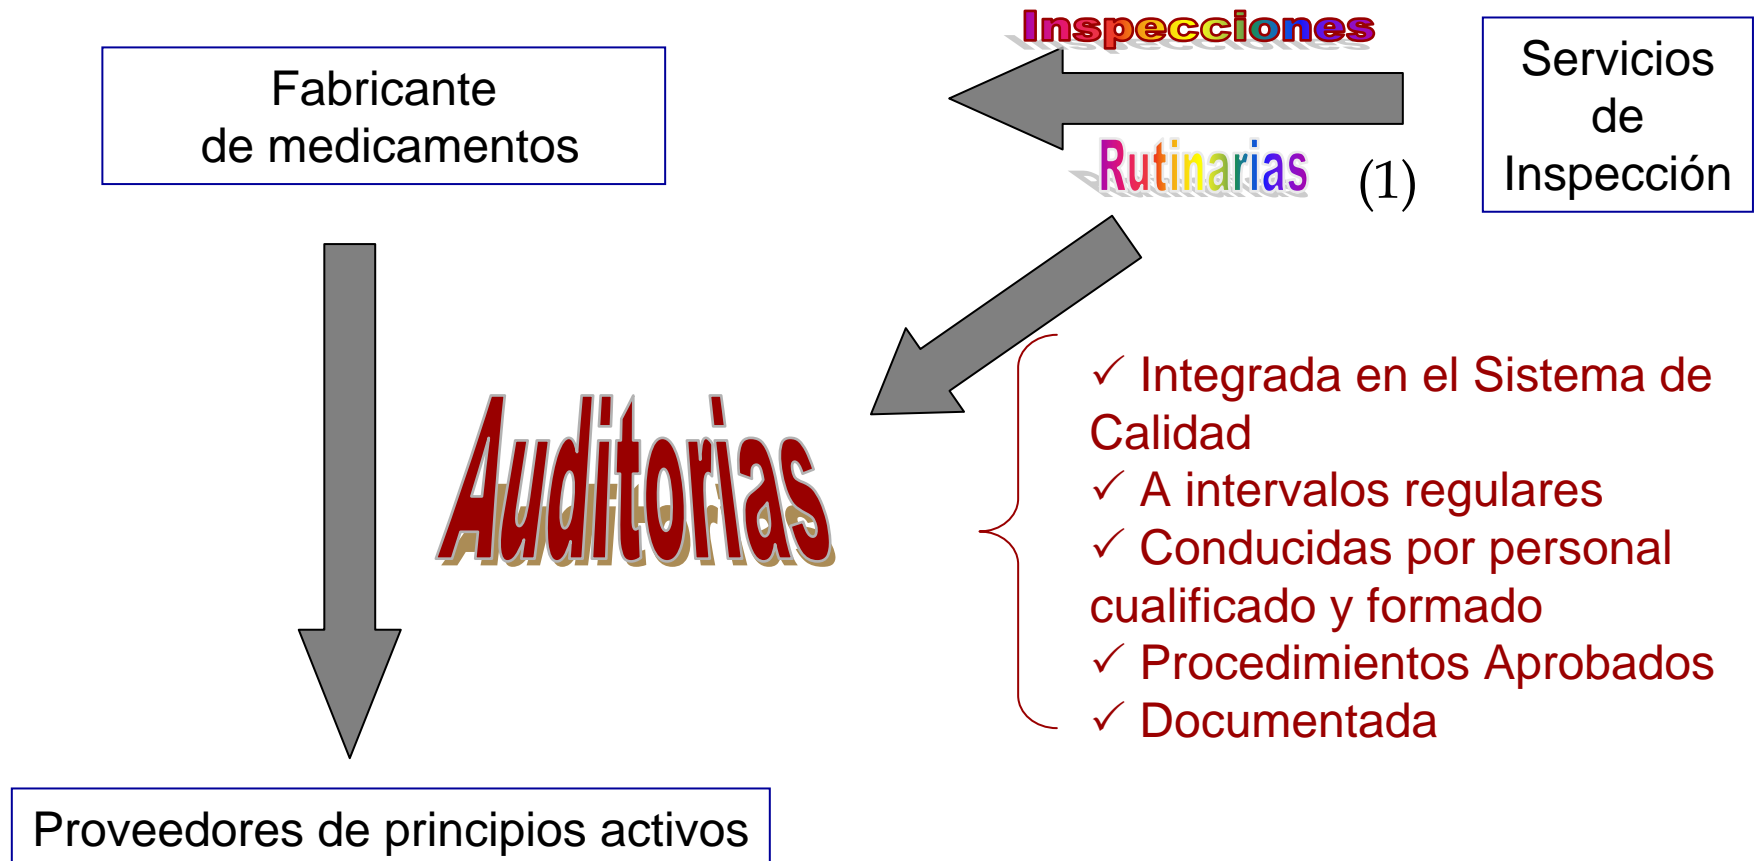 Inspecciones
Fabricante
de medicamentos
Servicios
de
Inspección
Rutinarias
(1)
Auditorias
✓ Integrada en el Sistema de
Calidad
✓ A intervalos regulares
✓ Conducidas por personal
cualificado y formado
✓ Procedimientos Aprobados
✓ Documentada
Proveedores de principios activos